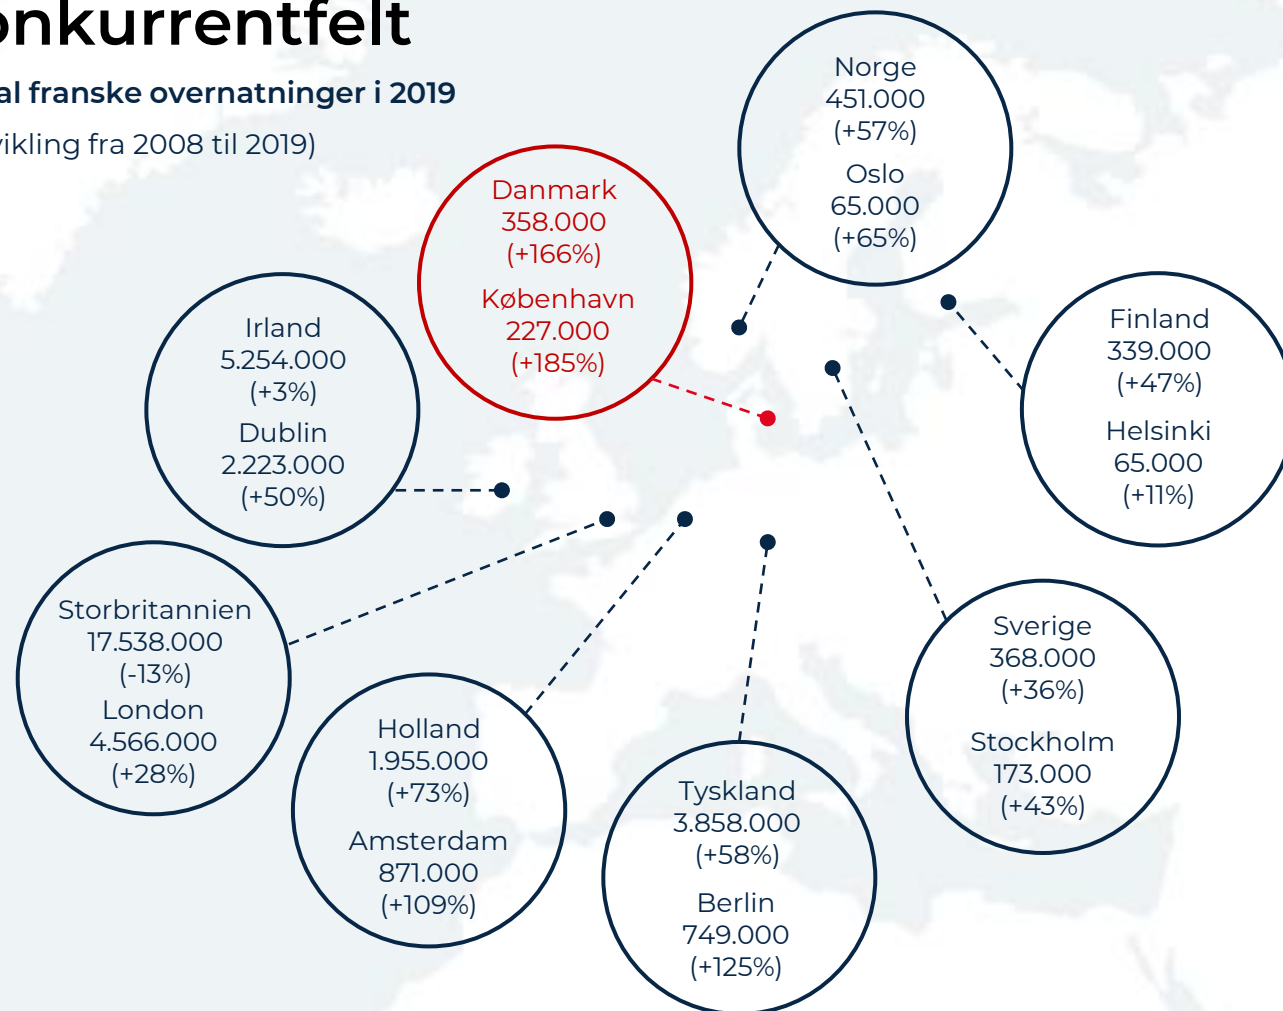 onkurrentfelt
al franske overnatninger i 2019
vikling fra 2008 til 2019)
Norge
451.000
(+57%)
Oslo
65.000
(+65%)
Danmark
358.000
(+166%)
København
227.000
(+185%)
Irland
5.254.000
(+3%)
Dublin
2.223.000
(+50%)
Finland
339.000
(+47%)
Helsinki
65.000
(+11%)
Storbritannien
17.538.000
(-13%)
London
4.566.000
(+28%)
Holland
1.955.000
(+73%)
Amsterdam
871.000
(+109%)
Tyskland
3.858.000
(+58%)
Berlin
749.000
(+125%)
Sverige
368.000
(+36%)
Stockholm
173.000
(+43%)